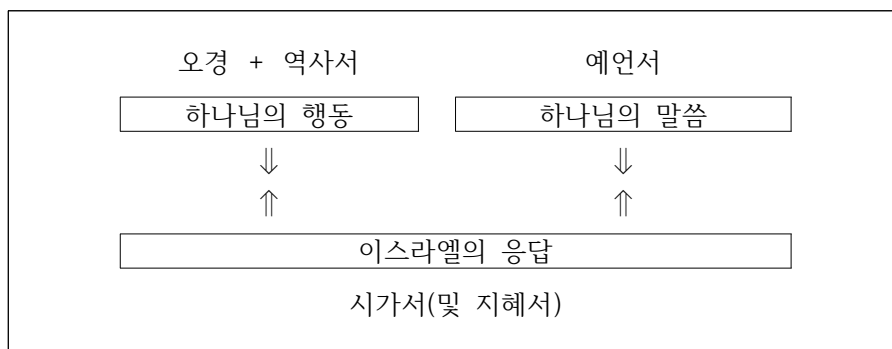 오경 + 역사서 예언서
하나님의 행동 하나님의 말씀
⇓ ⇓
⇑ ⇑
이스라엘의 응답
시가서(및 지혜서)